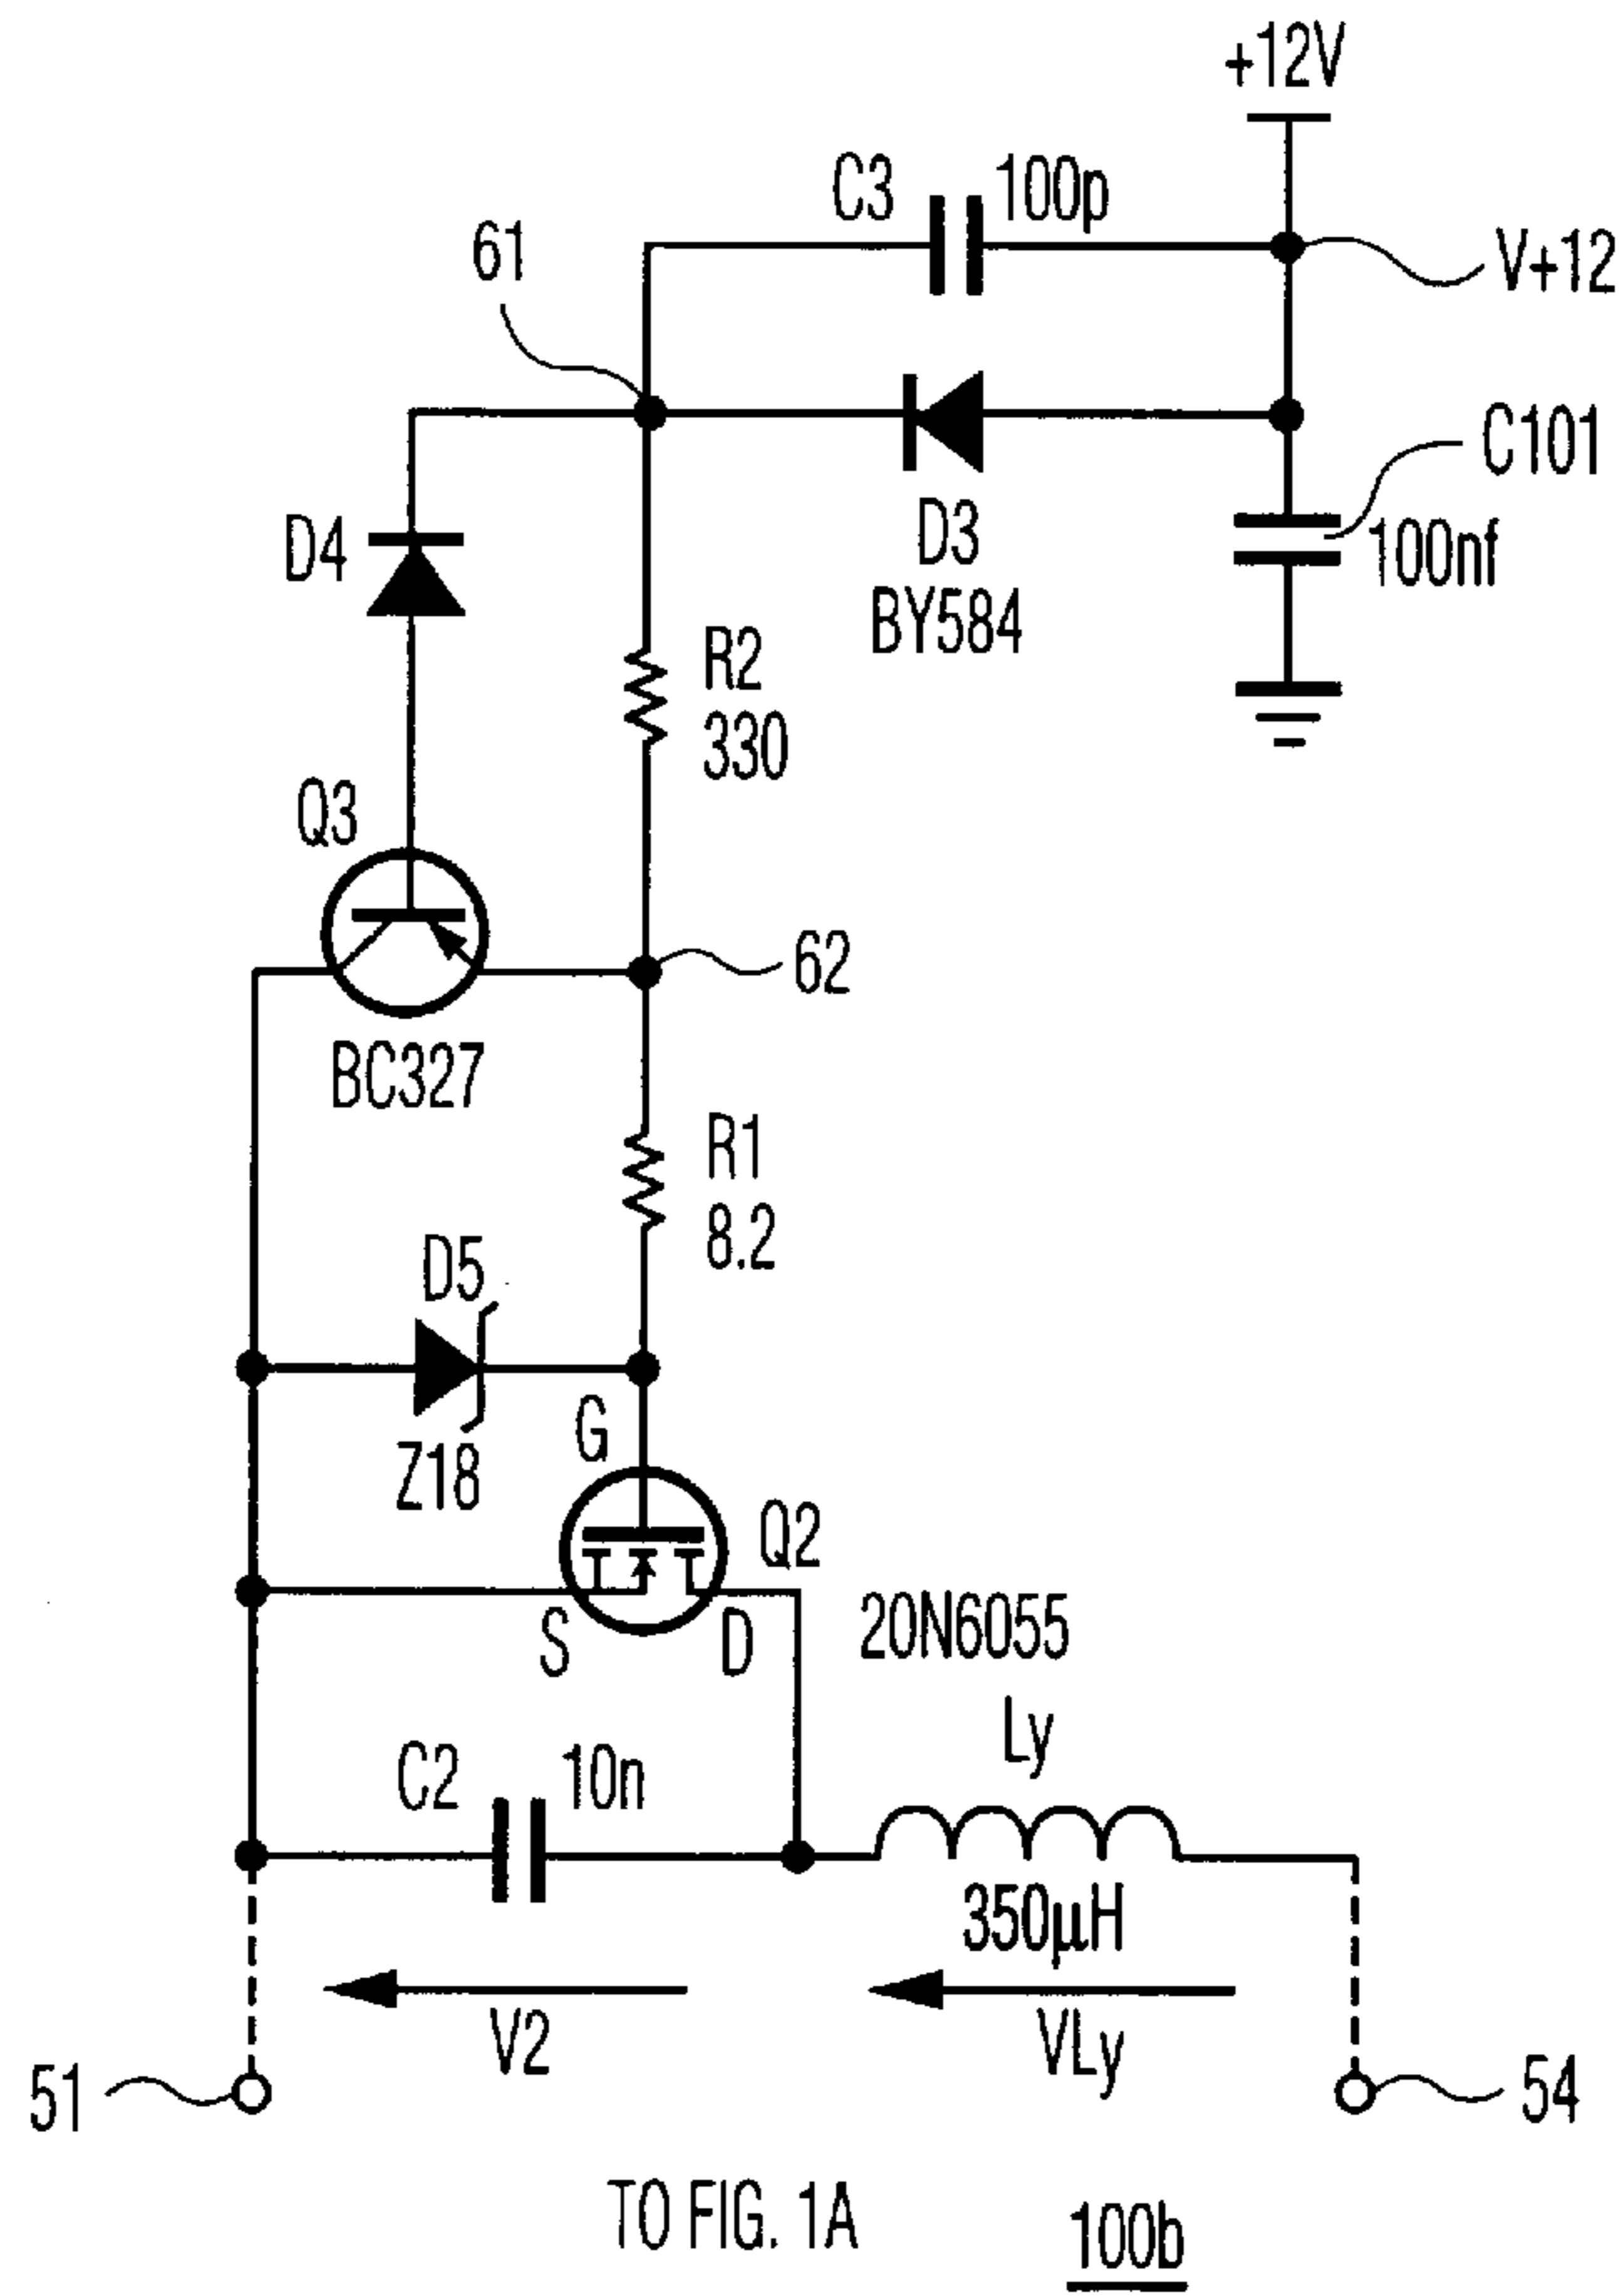 +12V
C3
100p
61
V+12
C101
D4
D3
100nf
BY584
R2
330
Q3
62
BC327
R1
8.2
D5
G
Z18
Q2
S
D
20N6055
Ly
C2
10n
350µH
V2
VLy
51
54
TO FIG. 1A
100b